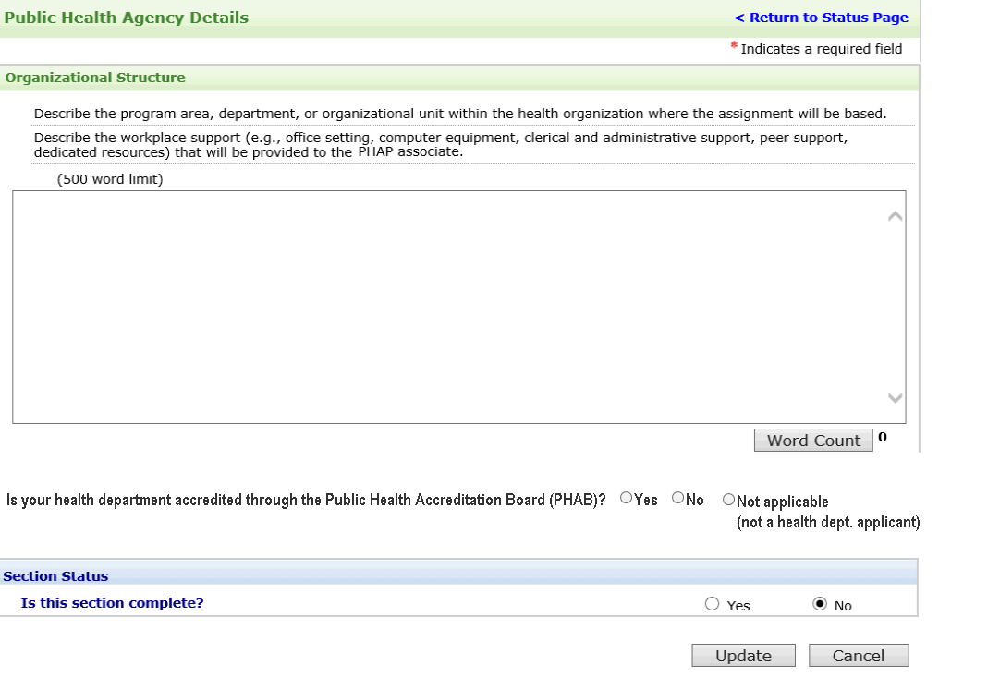 Public Health Agency Details
< Return to Status Page
* Indicates a required field
Organizational Structure
Describe the program area, department, or organizational unit within the health organization where the assignment will be based.
Describe the workplace support (e.g., office setting, computer equipment, clerical and administrative support, peer support,
dedicated resources) that will be provided to the PHAP associate.
(500 word limit)
Word Count 0
Is your health department accredited through the Public Health Accreditation Board (PHAB)? Yes No Not applicable
(not a health dept. applicant)
Section Status
Is this section complete? Yes No
Update Cancel